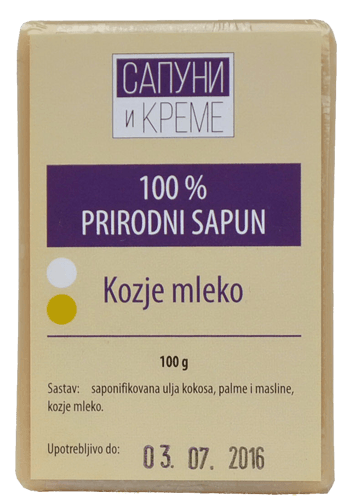 САПУНИ
и КРЕМЕ
100 %
PRIRODNI SAPUN
Kozje mleko
100 g
Sastav: saponifikovana ulja kokosa, palme i masline,
kozje mleko.
Upotrebljivo do: 03. 07. 2016